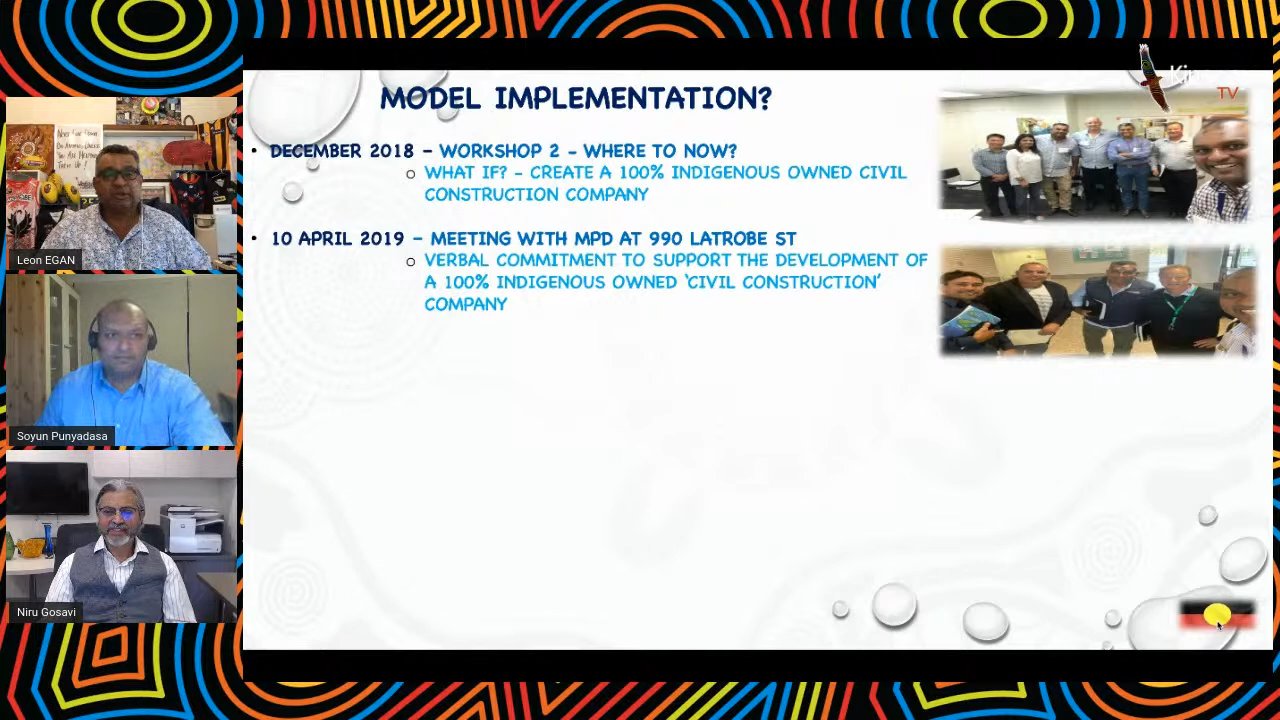 MODEL IMPLEMENTATION?
• DECEMBER 2018 – WORKSHOP 2 – WHERE TO NOW?
○ WHAT IF? – CREATE A 100% INDIGENOUS OWNED CIVIL
CONSTRUCTION COMPANY
• 10 APRIL 2019 – MEETING WITH MPD AT 990 LATROBE ST
○ VERBAL COMMITMENT TO SUPPORT THE DEVELOPMENT OF
A 100% INDIGENOUS OWNED ‘CIVIL CONSTRUCTION’
COMPANY
TV
Leon EGAN
Soyun Punyadasa
Niru Gosavi